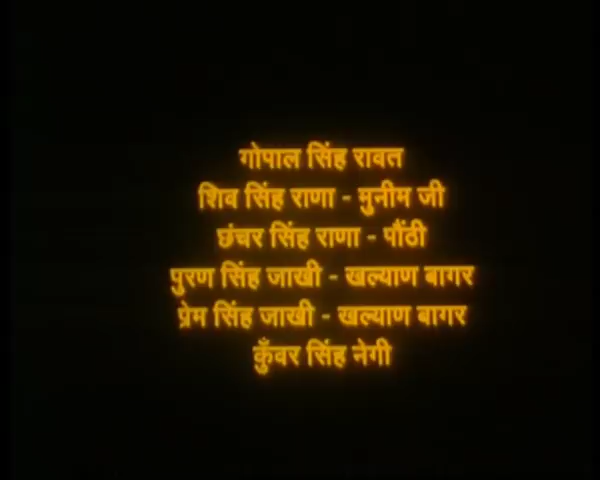 गोपाल सिंह रावत
शिव सिंह राणा - मुनीम जी
छंचर सिंह राणा - पौंठी
पुरण सिंह जाखी - खल्याण बागर
प्रेम सिंह जाखी - खल्याण बागर
कुँवर सिंह नेगी